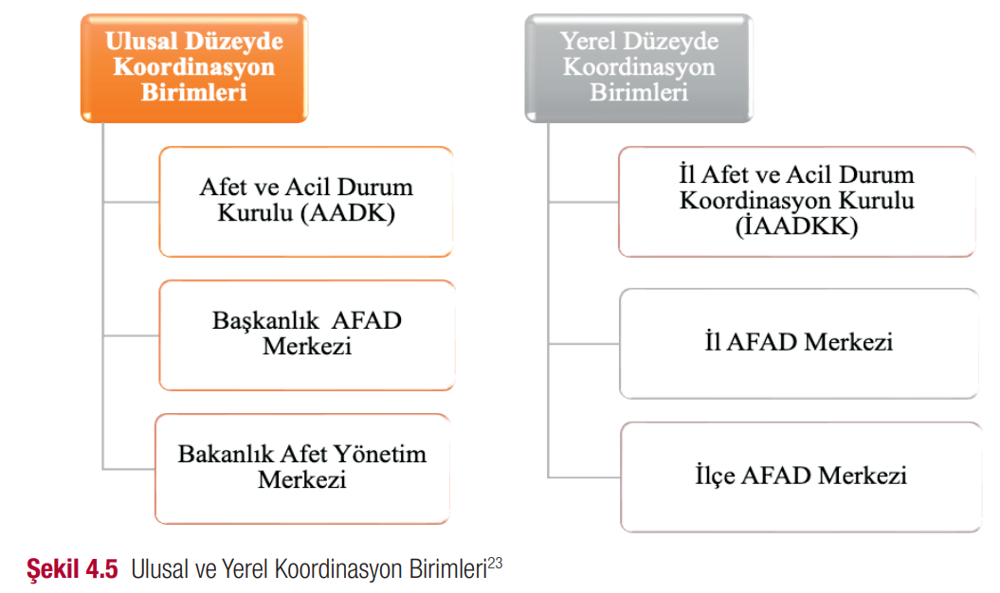 Ulusal Düzeyde
Koordinasyon
Birimleri
Afet ve Acil Durum
Kurulu (AADK)
Başkanlık AFAD
Merkezi
Bakanlık Afet Yönetim
Merkezi
Yerel Düzeyde
Koordinasyon
Birimleri
İl Afet ve Acil Durum
Koordinasyon Kurulu
(İAADKK)
İl AFAD Merkezi
İlçe AFAD Merkezi
Şekil 4.5 Ulusal ve Yerel Koordinasyon Birimleri23